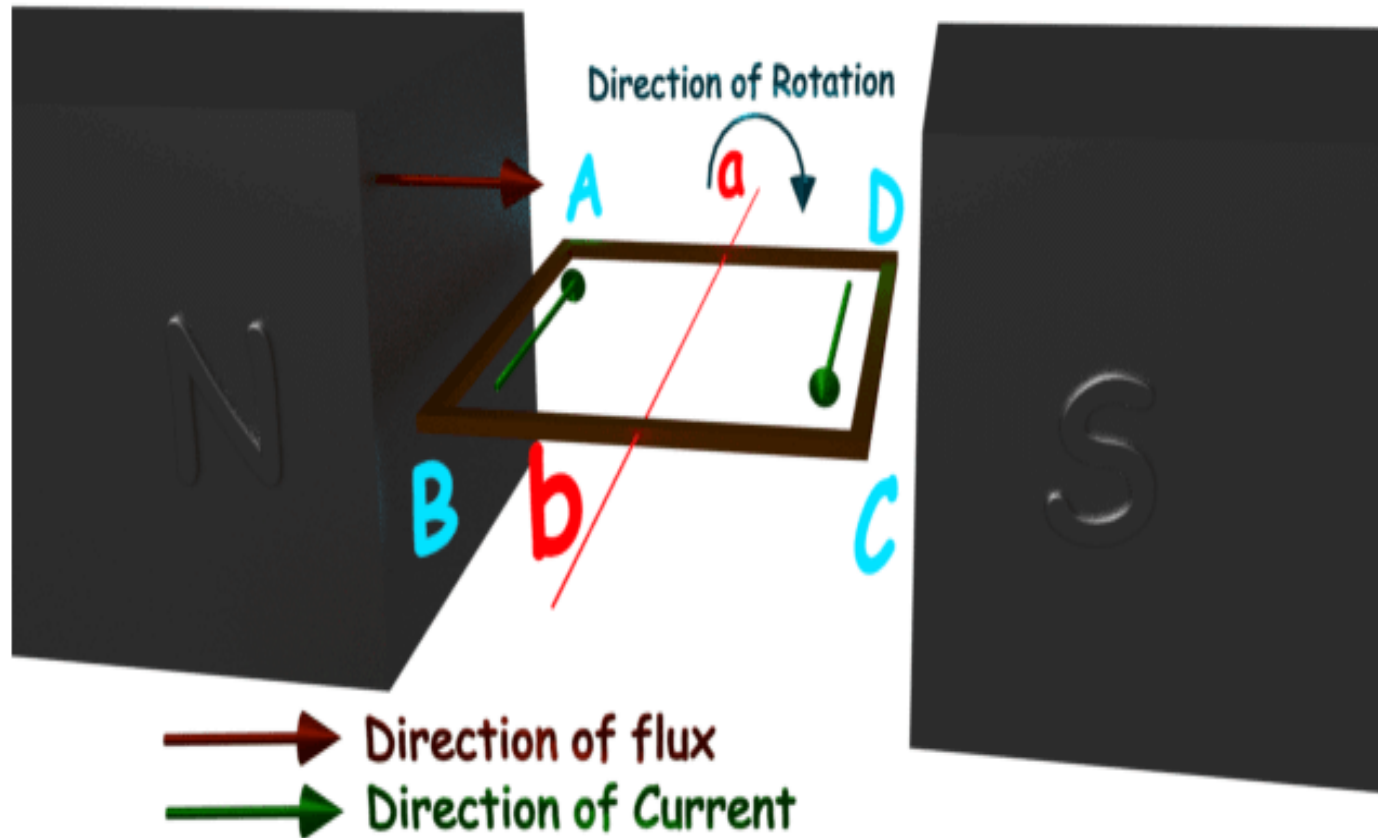 Direction of Rotation
a
A
D
N
S
B
b
C
Direction of flux
Direction of Current